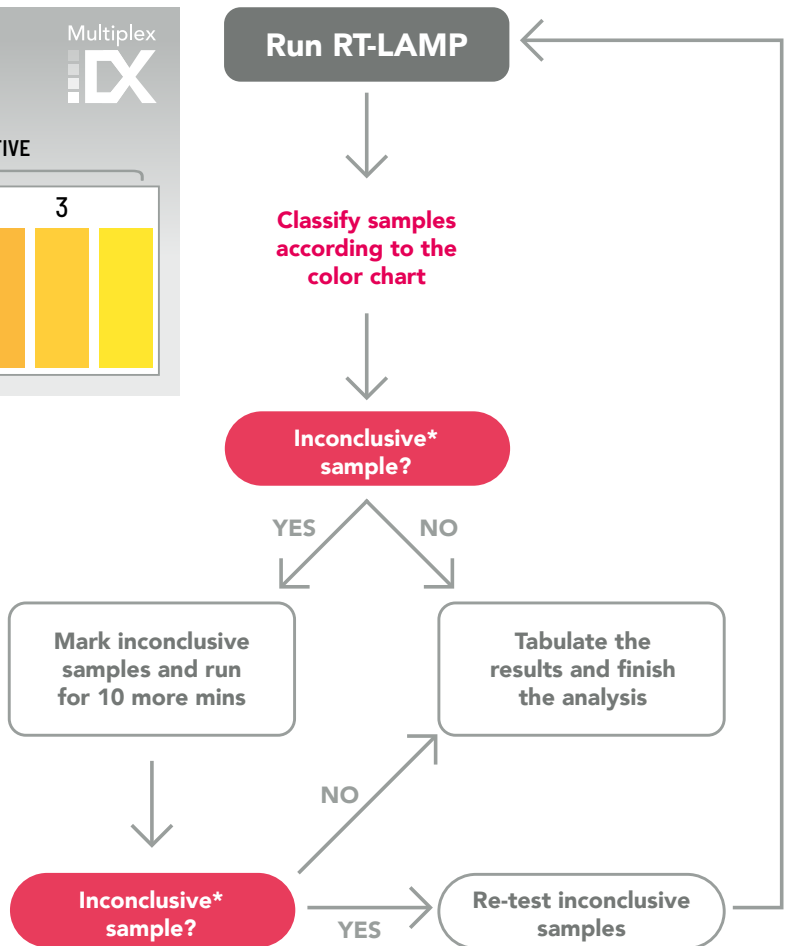 Multiplex
DX
Run RT-LAMP
3
Classify samples
according to the
color chart
Inconclusive*
sample?
YES
NO
Mark inconclusive
samples and run
for 10 more mins
Tabulate the
results and finish
the analysis
NO
Inconclusive*
sample?
YES
Re-test inconclusive
samples